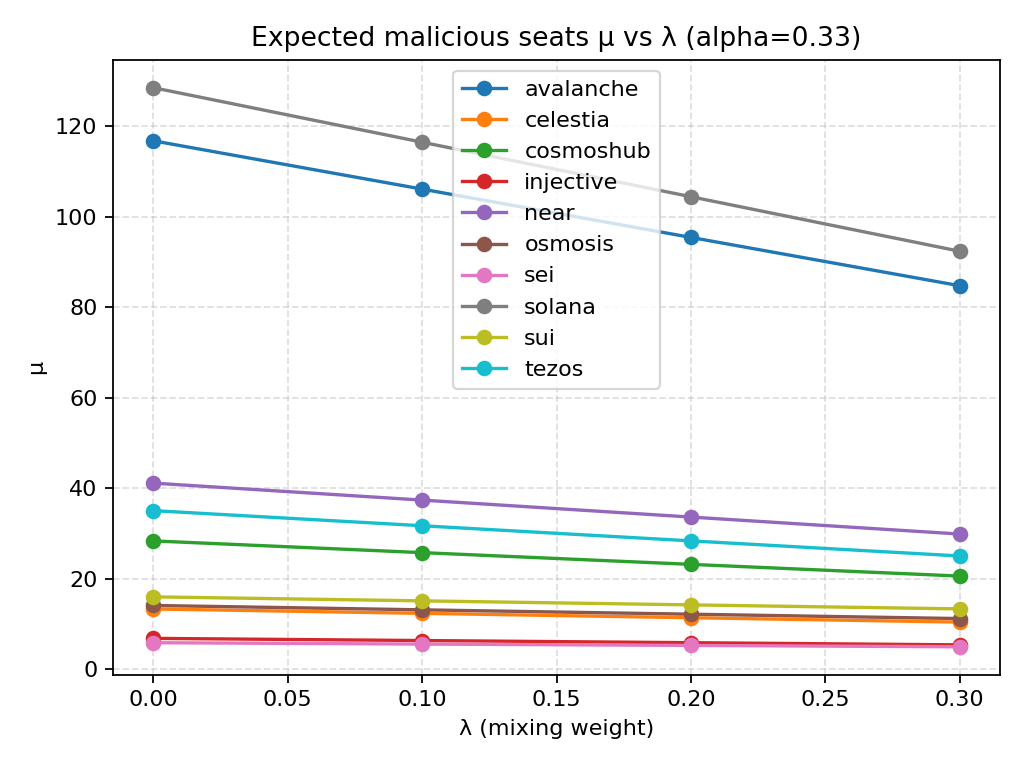 Expected malicious seats μ vs λ (alpha=0.33)
avalanche
celestia
cosmoshub
injective
near
osmosis
sei
solana
sui
tezos
μ
120
100
80
60
40
20
0
0.00 0.05 0.10 0.15 0.20 0.25 0.30
λ (mixing weight)